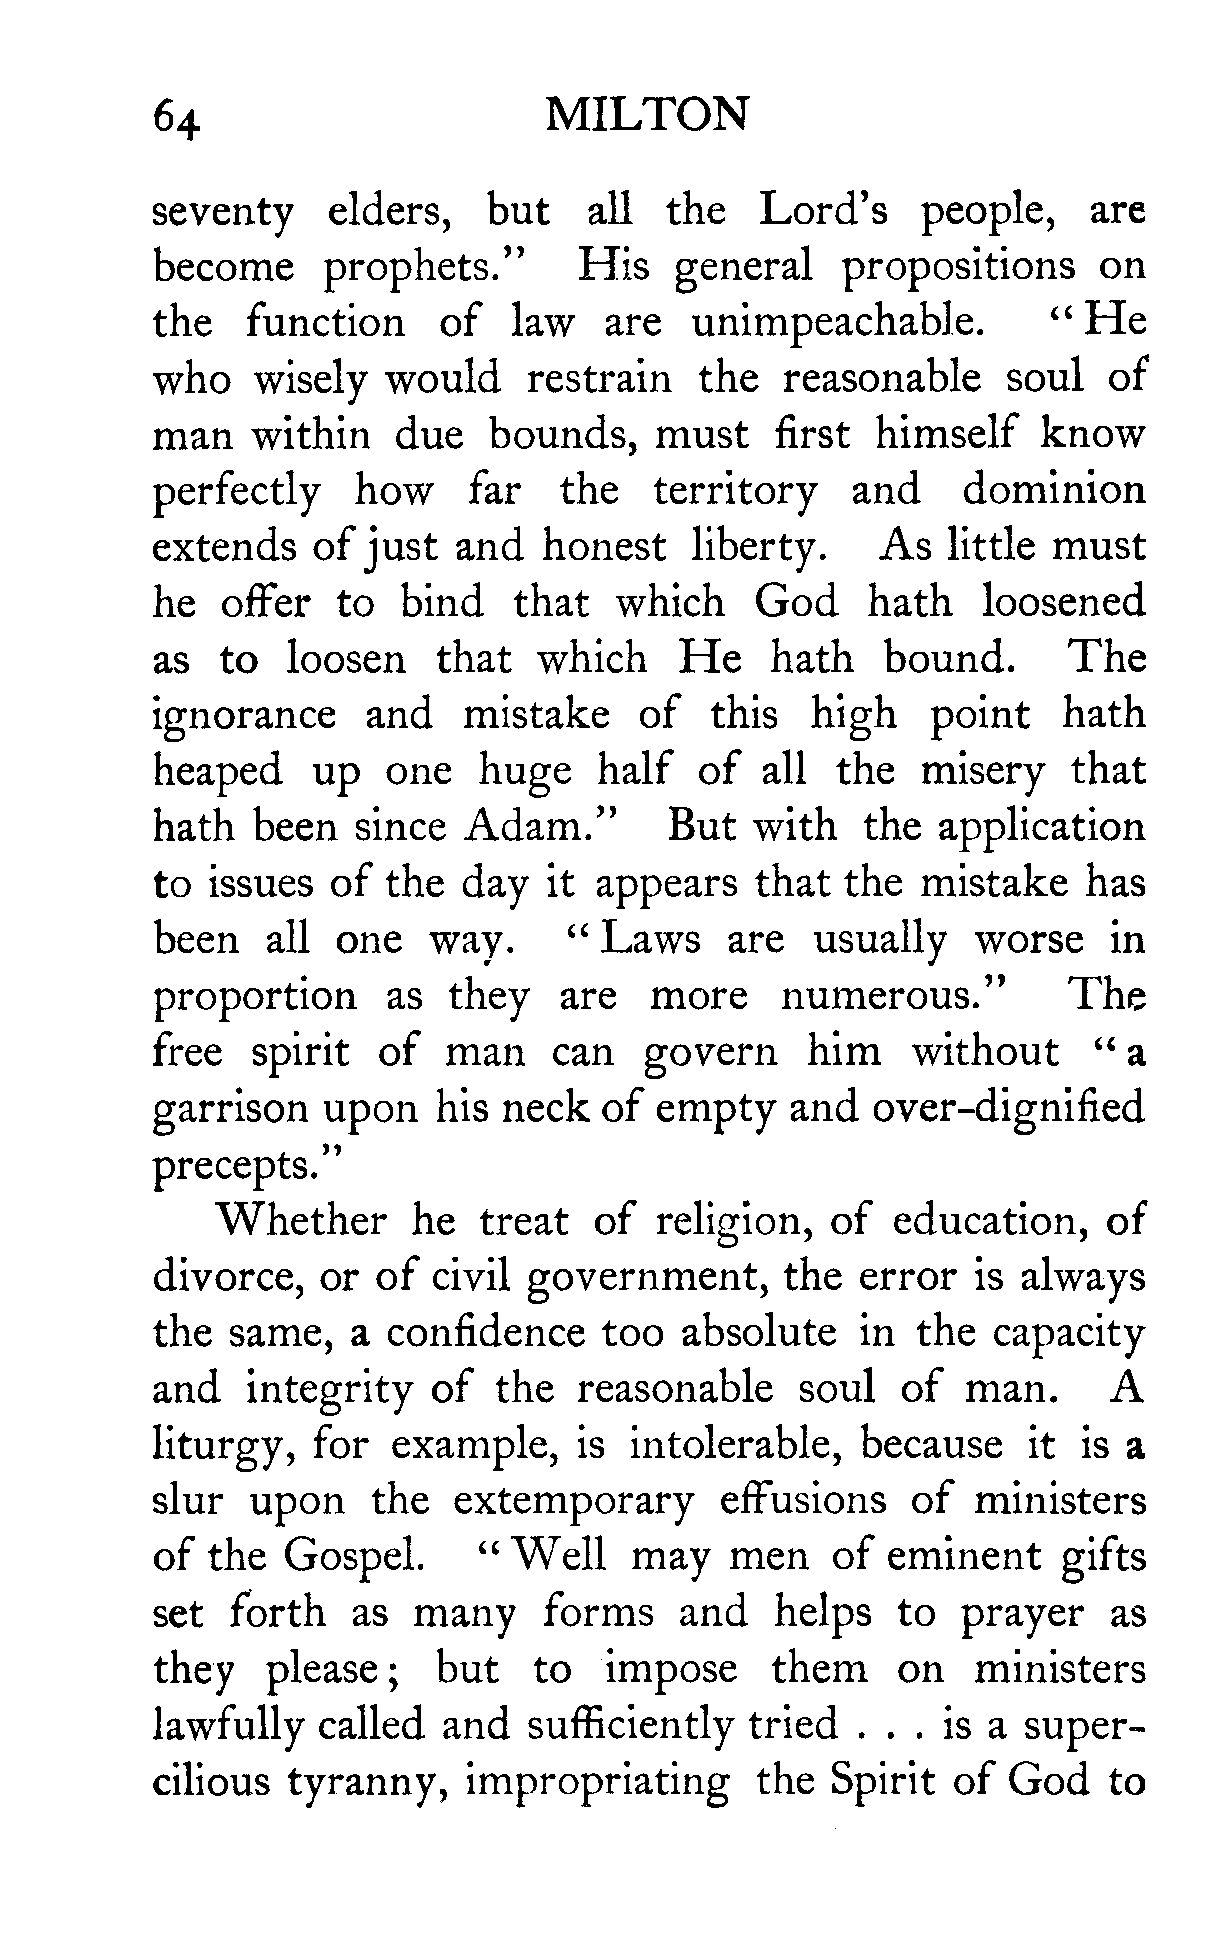 64 MILTON
seventy elders, but all the Lord's people, are
become prophets." His general propositions on
the function of law are unimpeachable. "He
who wisely would restrain the reasonable soul of
man within due bounds, must first himself know
perfectly how far the territory and dominion
extends of just and honest liberty. As little must
he offer to bind that which God hath loosened
as to loosen that which He hath bound. The
ignorance and mistake of this high point hath
heaped up one huge half of all the misery that
hath been since Adam." But with the application
to issues of the day it appears that the mistake has
been all one way. "Laws are usually worse in
proportion as they are more numerous." The
free spirit of man can govern him without "a
garrison upon his neck of empty and over-dignified
precepts."
Whether he treat of religion, of education, of
divorce, or of civil government, the error is always
the same, a confidence too absolute in the capacity
and integrity of the reasonable soul of man. A
liturgy, for example, is intolerable, because it is a
slur upon the extemporary effusions of ministers
of the Gospel. "Well may men of eminent gifts
set forth as many forms and helps to prayer as
they please; but to impose them on ministers
lawfully called and sufficiently tried . . . is a super-
cilious tyranny, impropriating the Spirit of God to